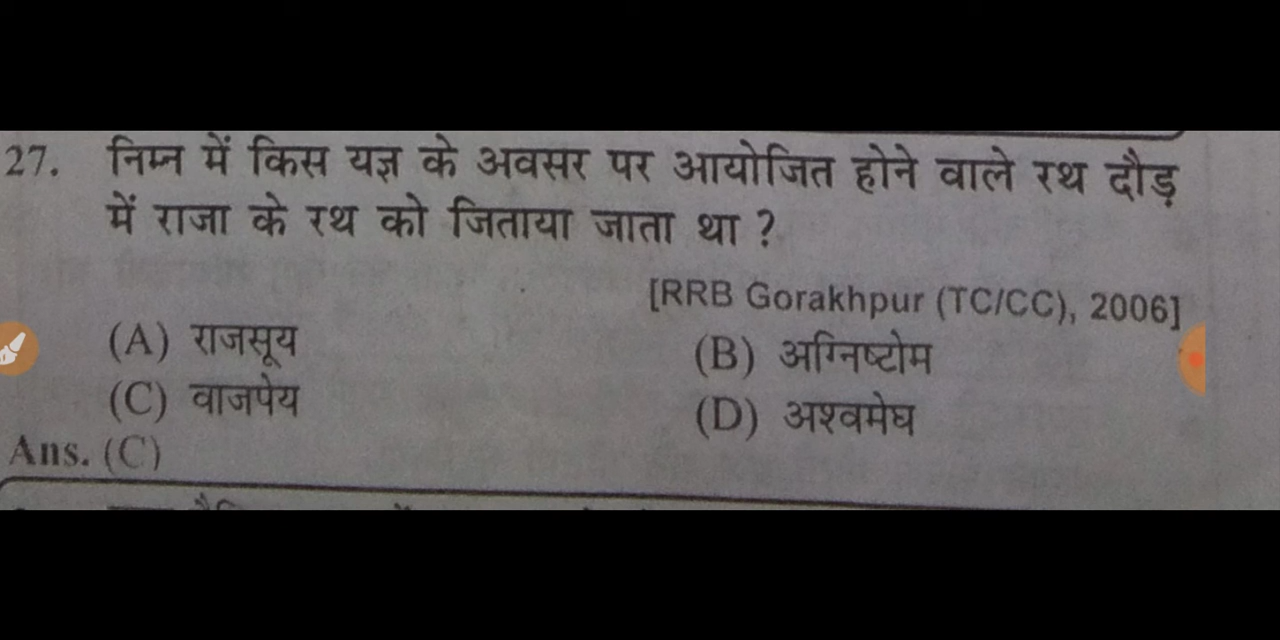 27. निम्न में किस यज्ञ के अवसर पर आयोजित होने वाले रथ दौड़
में राजा के रथ को जिताया जाता था ?
[RRB Gorakhpur (TC/CC), 2006]
(A) राजसूय (B) अग्निष्टोम
(C) वाजपेय (D) अश्वमेघ
Ans. (C)